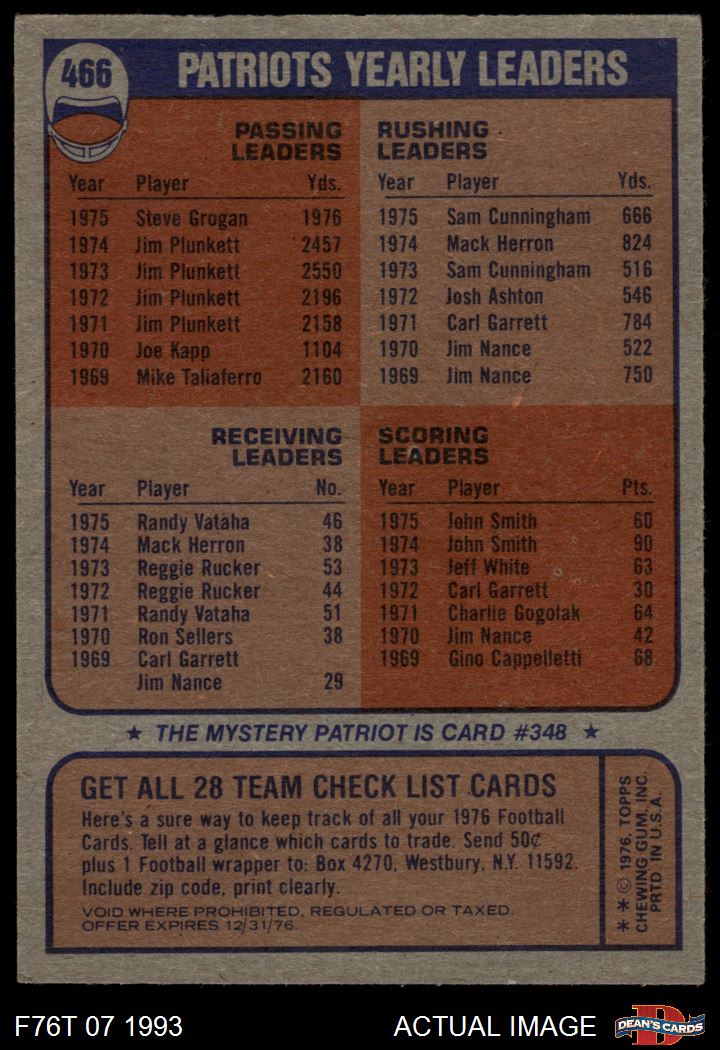 466
PATRIOTS YEARLY LEADERS
PASSING
LEADERS
Year Player Yds.
1975 Steve Grogan 1976
1974 Jim Plunkett 2457
1973 Jim Plunkett 2550
1972 Jim Plunkett 2196
1971 Jim Plunkett 2158
1970 Joe Kapp 1104
1969 Mike Taliaferro 2160
RUSHING
LEADERS
Year Player Yds.
1975 Sam Cunningham 666
1974 Mack Herron 824
1973 Sam Cunningham 516
1972 Josh Ashton 546
1971 Carl Garrett 784
1970 Jim Nance 522
1969 Jim Nance 750
RECEIVING
LEADERS
Year Player No.
1975 Randy Vataha 46
1974 Mack Herron 38
1973 Reggie Rucker 53
1972 Reggie Rucker 44
1971 Randy Vataha 51
1970 Ron Sellers 38
1969 Carl Garrett
Jim Nance 29
SCORING
LEADERS
Year Player Pts.
1975 John Smith 60
1974 John Smith 90
1973 Jeff White 63
1972 Carl Garrett 30
1971 Charlie Gogolak 64
1970 Jim Nance 42
1969 Gino Cappelletti 68
★ THE MYSTERY PATRIOT IS CARD #348 ★
GET ALL 28 TEAM CHECK LIST CARDS
Here's a sure way to keep track of all your 1976 Football
Cards. Tell at a glance which cards to trade. Send 50¢
plus 1 Football wrapper to: Box 4270, Westbury, N.Y. 11592.
Include zip code, print clearly.
VOID WHERE PROHIBITED, REGULATED OR TAXED.
OFFER EXPIRES 12/31/76.
* * © 1976 TOPPS
CHEWING GUM, INC.
PRTD. IN U.S.A.
F76T 07 1993
ACTUAL IMAGE
D
DEAN'S CARDS